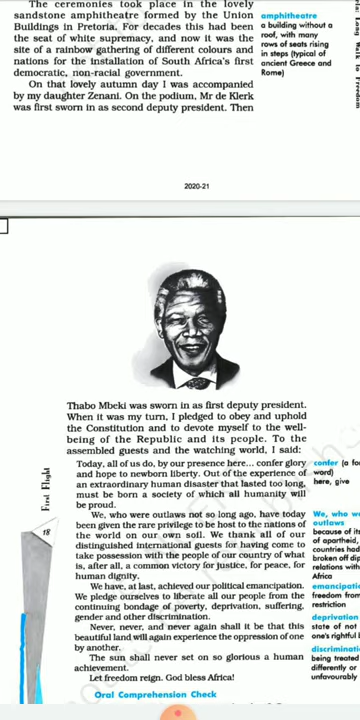 The ceremonies took place in the lovely
sandstone amphitheatre formed by the Union
Buildings in Pretoria. For decades this had been
the seat of white supremacy, and now it was the
site of a rainbow gathering of different colours and
nations for the installation of South Africa's first
democratic, non-racial government.
On that lovely autumn day I was accompanied
by my daughter Zenani. On the podium, Mr de Klerk
was first sworn in as second deputy president. Then
amphitheatre
a building without a
roof, with many
rows of seats rising
in steps (typical of
ancient Greece and
Rome)
Long Walk to Freedom
2020-21
Thabo Mbeki was sworn in as first deputy president.
When it was my turn, I pledged to obey and uphold
the Constitution and to devote myself to the well-
being of the Republic and its people. To the
assembled guests and the watching world, I said:
Today, all of us do, by our presence here... confer glory
and hope to newborn liberty. Out of the experience of
an extraordinary human disaster that lasted too long,
must be born a society of which all humanity will
be proud.
We, who were outlaws not so long ago, have today
been given the rare privilege to be host to the nations of
the world on our own soil. We thank all of our
distinguished international guests for having come to
take possession with the people of our country of what
is, after all, a common victory for justice, for peace, for
human dignity.
We have, at last, achieved our political emancipation.
We pledge ourselves to liberate all our people from the
continuing bondage of poverty, deprivation, suffering,
gender and other discrimination.
Never, never, and never again shall it be that this
beautiful land will again experience the oppression of one
by another.
The sun shall never set on so glorious a human
achievement.
Let freedom reign. God bless Africa!
Oral Comprehension Check
confer (a
word)
here, give
We, who
outlaws
because of
of apartheid,
countries had
broken off
relations with
Africa
freedom from
restriction
deprivation
state of not
one's rightful
being treated
differently or
unfavourably
First Flight
18